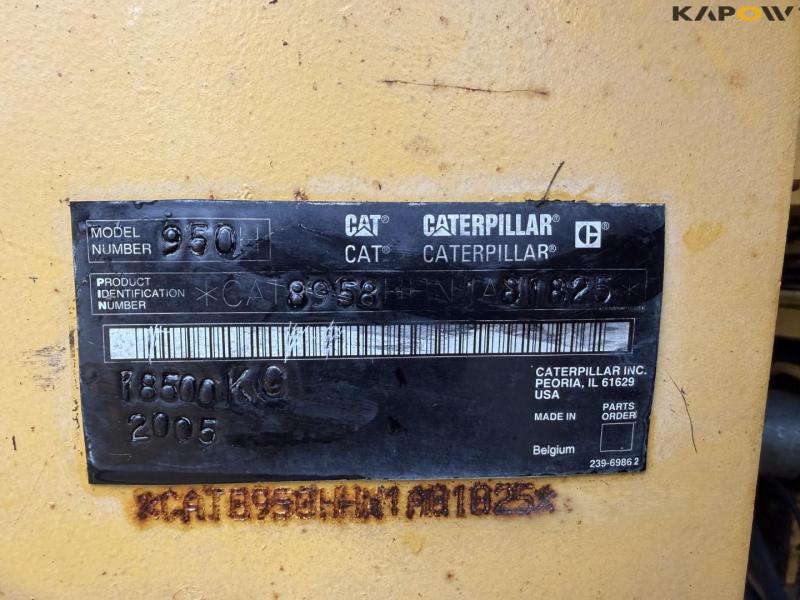 KAPOW
MODEL NUMBER 950H
CAT® CATERPILLAR®
CAT® CATERPILLAR®
PRODUCT IDENTIFICATION NUMBER
18500KG
2005
CATERPILLAR INC.
PEORIA, IL 61629
USA
MADE IN
Belgium
PARTS ORDER
239-6986 2